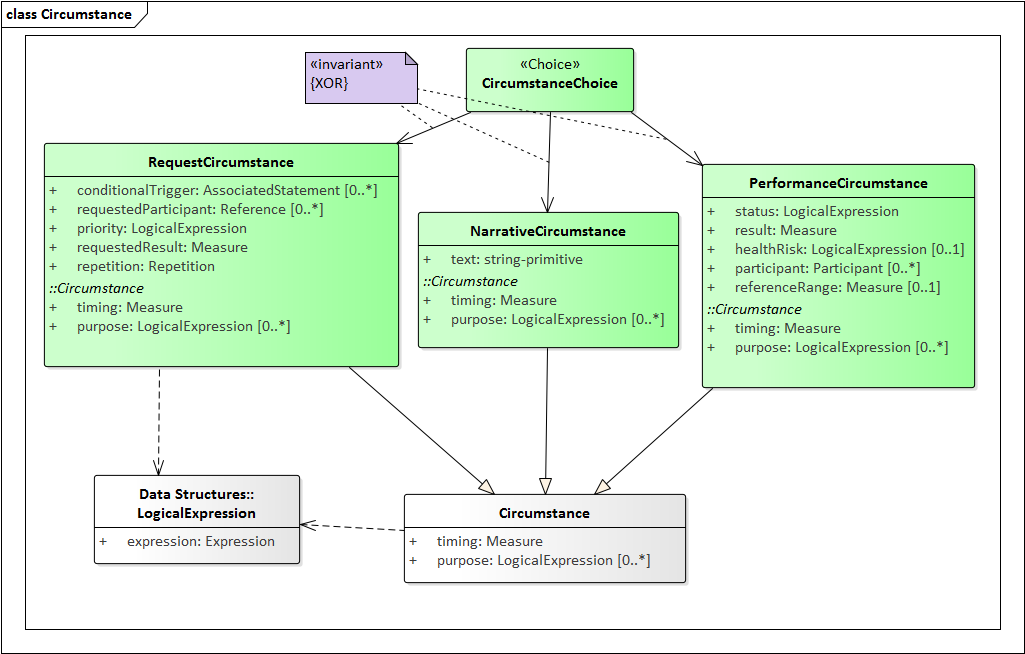 class Circumstance
«invariant»
{XOR}
«Choice»
CircumstanceChoice
RequestCircumstance
+ conditionalTrigger: AssociatedStatement [0..*]
+ requestedParticipant: Reference [0..*]
+ priority: LogicalExpression
+ requestedResult: Measure
+ repetition: Repetition
::Circumstance
+ timing: Measure
+ purpose: LogicalExpression [0..*]
NarrativeCircumstance
+ text: string-primitive
::Circumstance
+ timing: Measure
+ purpose: LogicalExpression [0..*]
PerformanceCircumstance
+ status: LogicalExpression
+ result: Measure
+ healthRisk: LogicalExpression [0..1]
+ participant: Participant [0..*]
+ referenceRange: Measure [0..1]
::Circumstance
+ timing: Measure
+ purpose: LogicalExpression [0..*]
Data Structures::
LogicalExpression
+ expression: Expression
Circumstance
+ timing: Measure
+ purpose: LogicalExpression [0..*]